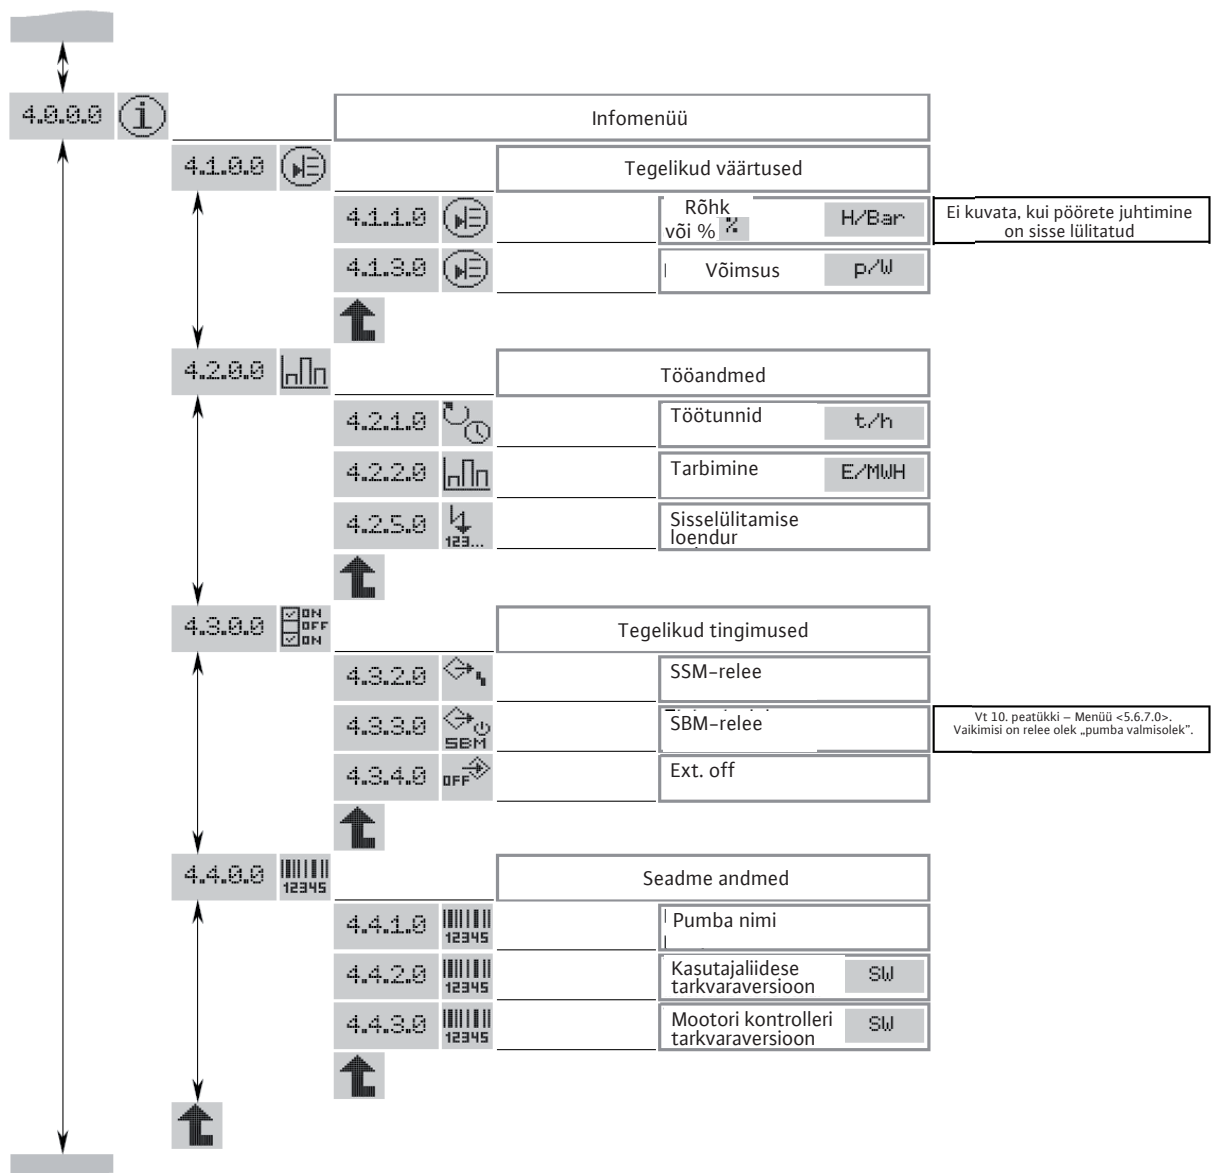 4.0.0.0
Infomenüü
4.1.0.0
Tegelikud väärtused
4.1.1.0
Rõhk
või % %
H/Bar
Ei kuvata, kui pöörete juhtimine
on sisse lülitatud
4.1.3.0
Võimsus
p/W
4.2.0.0
Tööandmed
4.2.1.0
Töötunnid
t/h
4.2.2.0
Tarbimine
E/MWH
4.2.5.0
123...
Sisselülitamise
loendur
4.3.0.0
ON
OFF
ON
Tegelikud tingimused
4.3.2.0
SSM-relee
4.3.3.0
SBM
SBM-relee
Vt 10. peatükki – Menüü <5.6.7.0>.
Vaikimisi on relee olek „pumba valmisolek”.
4.3.4.0
OFF
Ext. off
4.4.0.0
12345
Seadme andmed
4.4.1.0
12345
Pumba nimi
4.4.2.0
12345
Kasutajaliidese
tarkvaraversioon
SW
4.4.3.0
12345
Mootori kontrolleri
tarkvaraversioon
SW